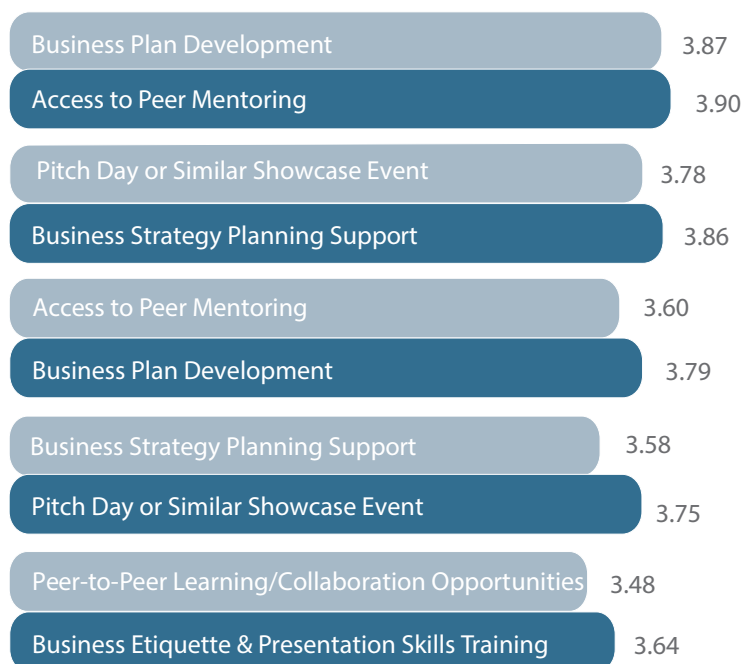 Business Plan Development 3.87
Access to Peer Mentoring 3.90
Pitch Day or Similar Showcase Event 3.78
Business Strategy Planning Support 3.86
Access to Peer Mentoring 3.60
Business Plan Development 3.79
Business Strategy Planning Support 3.58
Pitch Day or Similar Showcase Event 3.75
Peer-to-Peer Learning/Collaboration Opportunities 3.48
Business Etiquette & Presentation Skills Training 3.64